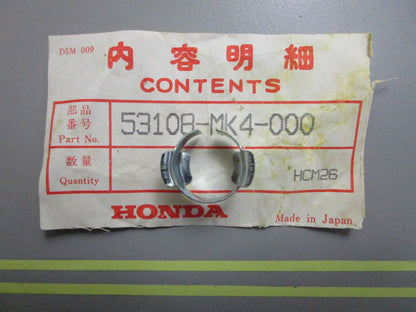 D5M 009
内容明細
CONTENTS
部品
番号
Part No.
53108-MK4-000
数量
Quantity
HCM26
HONDA
Made in Japan